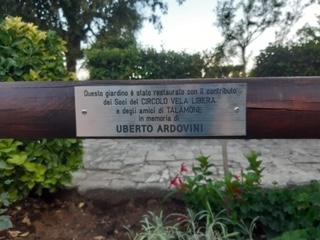 Questo giardino è stato restaurato con il contributo
dei Soci del CIRCOLO VELA LIBERA
e degli amici di TALAMONE
in memoria di
UBERTO ARDOVINI